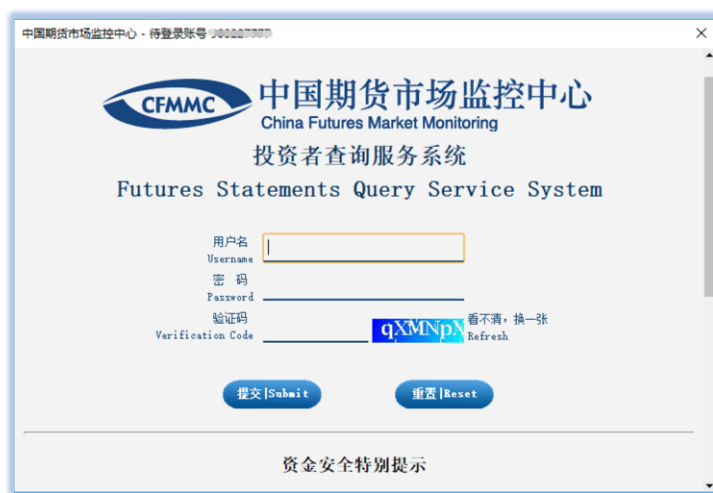 中国期货市场监控中心 - 待登录账号
CFMMC
中国期货市场监控中心
China Futures Market Monitoring
投资者查询服务系统
Futures Statements Query Service System
用户名
Username
密 码
Password
验证码
Verification Code
qXMNpX
看不清，换一张
Refresh
提交|Submit
重置|Reset
资金安全特别提示